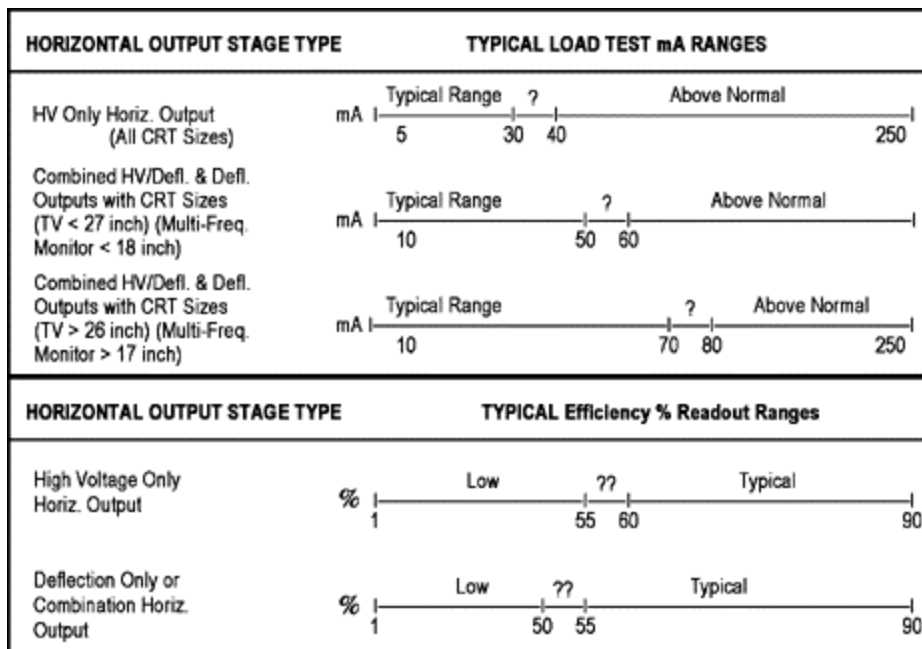 HORIZONTAL OUTPUT STAGE TYPE
TYPICAL LOAD TEST mA RANGES
HV Only Horiz. Output
(All CRT Sizes)
mA
Typical Range ? Above Normal
5 30 40 250
Combined HV/Defl. & Defl.
Outputs with CRT Sizes
(TV < 27 inch) (Multi-Freq.
Monitor < 18 inch)
mA
Typical Range ? Above Normal
10 50 60
Combined HV/Defl. & Defl.
Outputs with CRT Sizes
(TV > 26 inch) (Multi-Freq.
Monitor > 17 inch)
mA
Typical Range ? Above Normal
10 70 80 250
HORIZONTAL OUTPUT STAGE TYPE
TYPICAL Efficiency % Readout Ranges
High Voltage Only
Horiz. Output
%
Low ?? Typical
1 55 60 90
Deflection Only or
Combination Horiz.
Output
%
Low ?? Typical
1 50 55 90